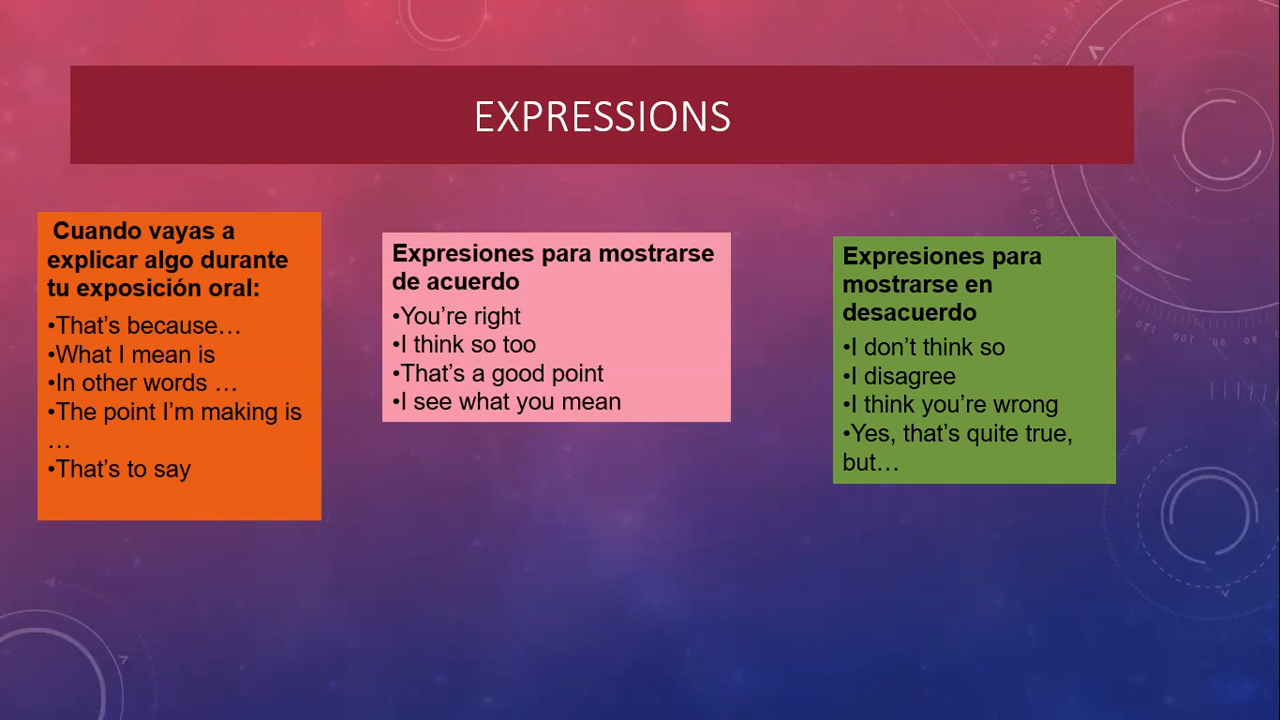 EXPRESSIONS
Cuando vayas a
explicar algo durante
tu exposición oral:
•That’s because…
•What I mean is
•In other words …
•The point I’m making is
…
•That’s to say
Expresiones para mostrarse
de acuerdo
•You’re right
•I think so too
•That’s a good point
•I see what you mean
Expresiones para
mostrarse en
desacuerdo
•I don’t think so
•I disagree
•I think you’re wrong
•Yes, that’s quite true,
but…